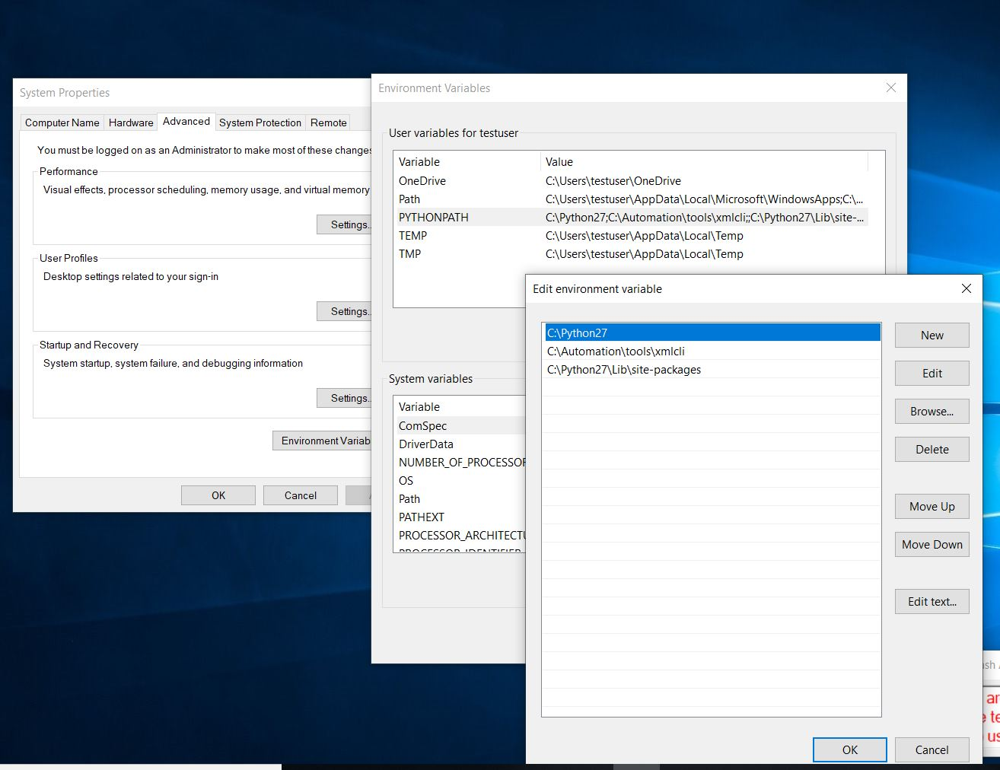 System Properties
Computer Name Hardware Advanced System Protection Remote
You must be logged on as an Administrator to make most of these changes
Performance
Visual effects, processor scheduling, memory usage, and virtual memory
Settings..
User Profiles
Desktop settings related to your sign-in
Settings..
Startup and Recovery
System startup, system failure, and debugging information
Settings..
Environment Variab
OK Cancel
Environment Variables
User variables for testuser
Variable Value
OneDrive C:\Users\testuser\OneDrive
Path C:\Users\testuser\AppData\Local\Microsoft\WindowsApps;C:\...
PYTHONPATH C:\Python27;C:\Automation\tools\xmlcli;;C:\Python27\Lib\site-...
TEMP C:\Users\testuser\AppData\Local\Temp
TMP C:\Users\testuser\AppData\Local\Temp
System variables
Variable
ComSpec
DriverData
NUMBER_OF_PROCESSOR
OS
Path
PATHEXT
PROCESSOR_ARCHITECTU
PROCESSOR_IDENTIFIER
Edit environment variable
C:\Python27
C:\Automation\tools\xmlcli
C:\Python27\Lib\site-packages
New
Edit
Browse...
Delete
Move Up
Move Down
Edit text...
OK Cancel